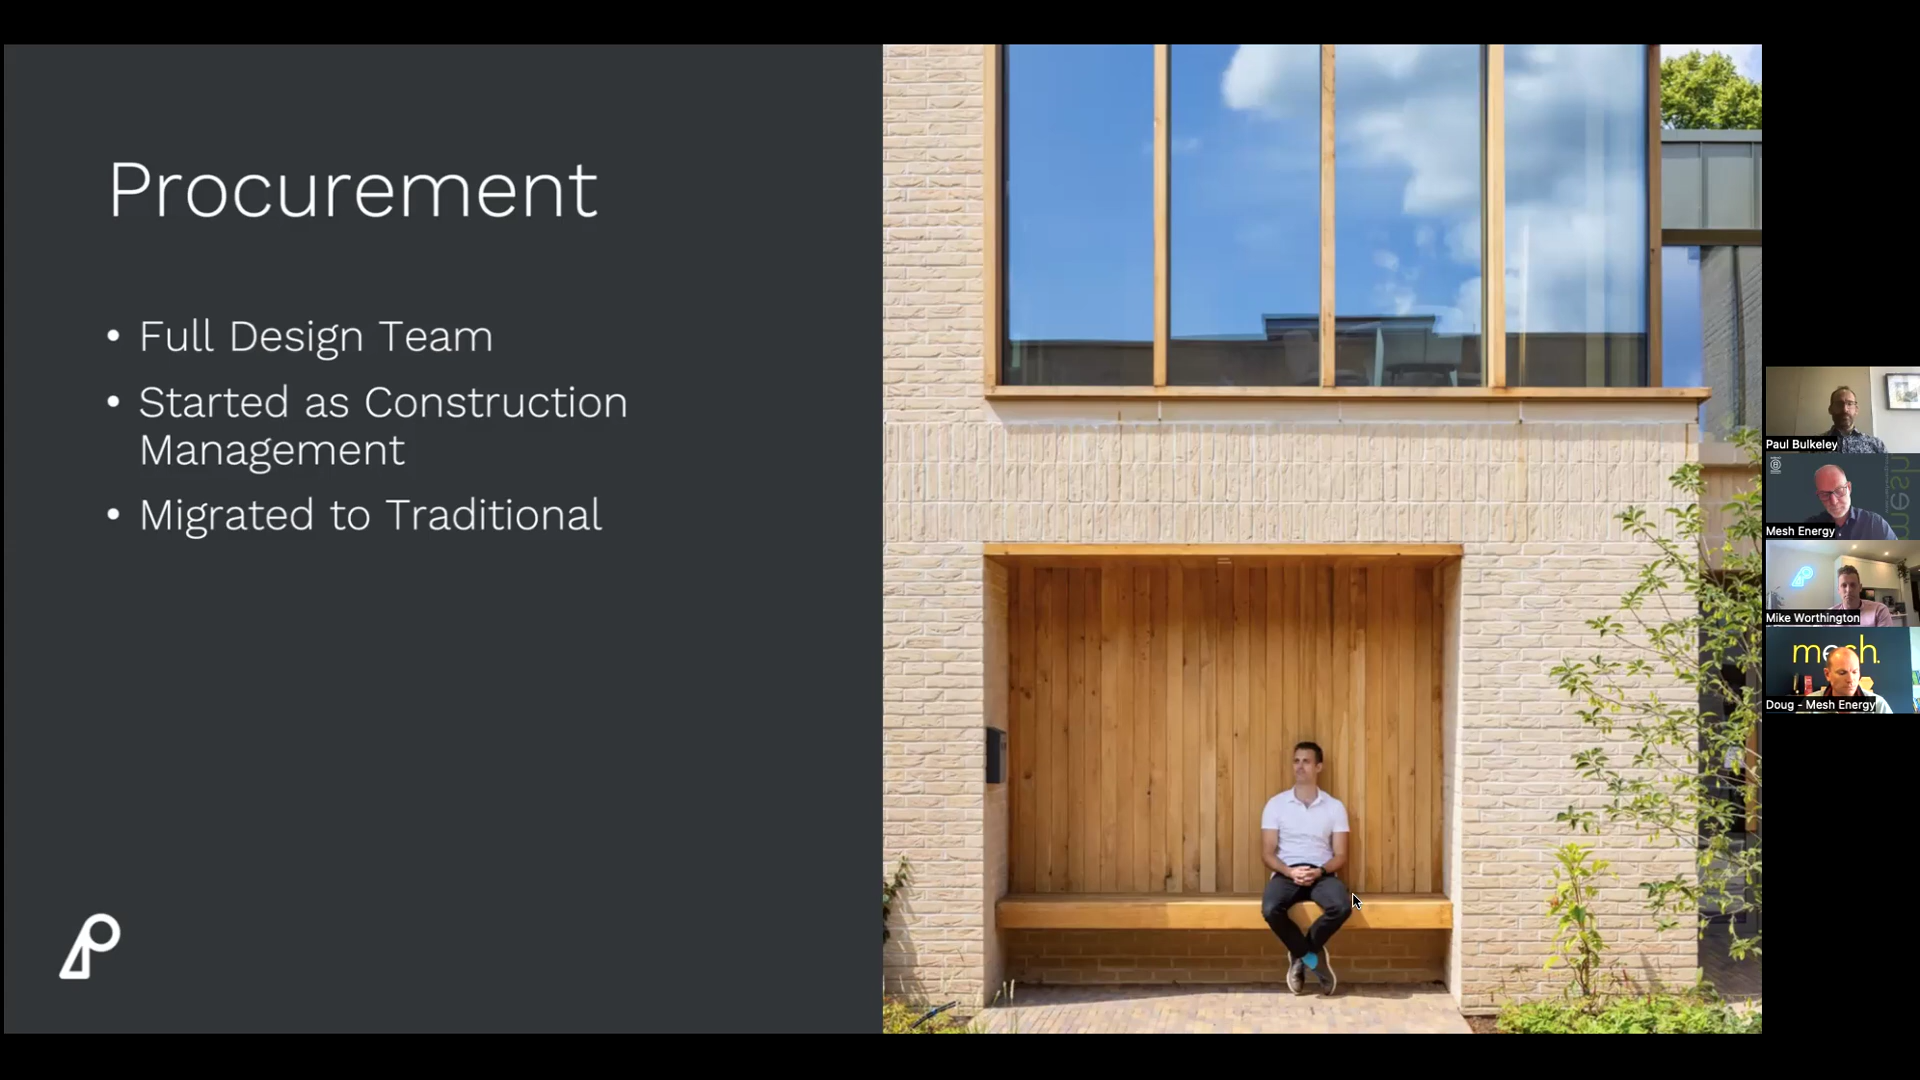 Procurement
• Full Design Team
• Started as Construction
Management
• Migrated to Traditional
Paul Bulkeley
mesh
Mesh Energy
Mike Worthington
mesh.
Doug - Mesh Energy